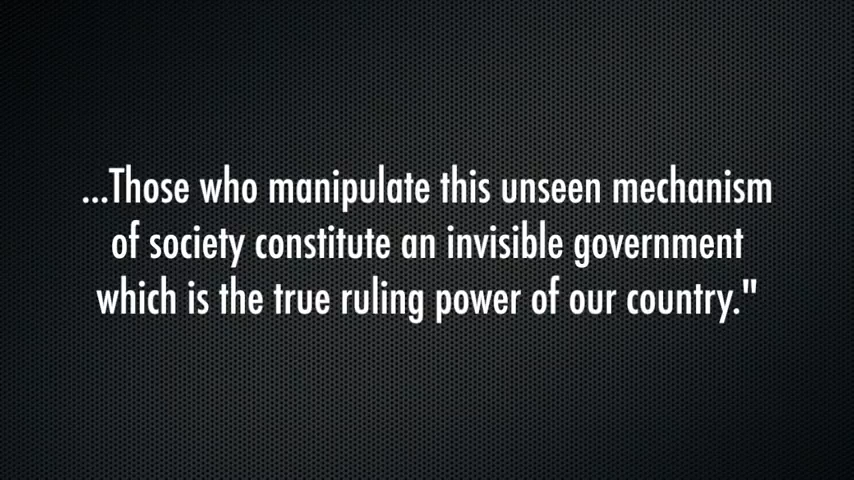 ...Those who manipulate this unseen mechanism
of society constitute an invisible government
which is the true ruling power of our country."